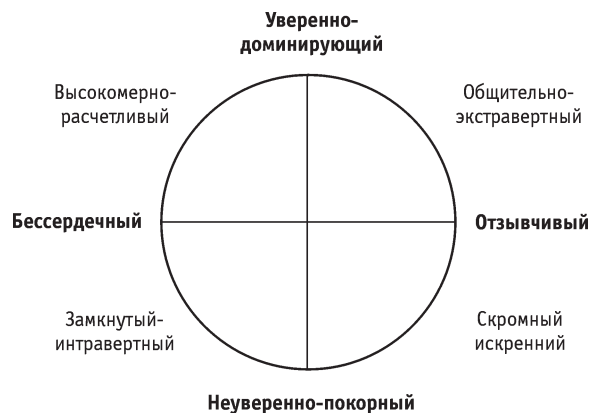 Уверенно-
доминирующий
Высокомерно-
расчетливый
Общительно-
экстравертный
Бессердечный
Отзывчивый
Замкнутый-
интравертный
Скромный
искренний
Неуверенно-покорный